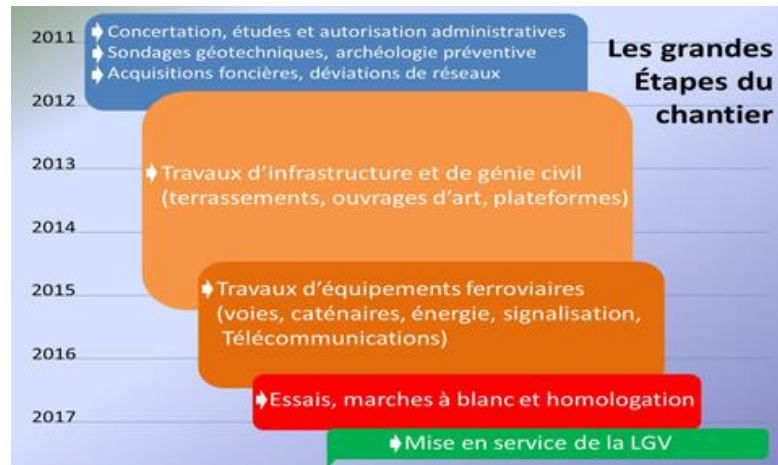 Les grandes
Étapes du
chantier
2011
➩ Concertation, études et autorisation administratives
➩ Sondages géotechniques, archéologie préventive
➩ Acquisitions foncières, déviations de réseaux
2012
2013
➩ Travaux d’infrastructure et de génie civil
(terrassements, ouvrages d’art, plateformes)
2014
2015
➩ Travaux d’équipements ferroviaires
(voies, caténaires, énergie, signalisation,
Télécommunications)
2016
➩ Essais, marches à blanc et homologation
2017
➩ Mise en service de la LGV